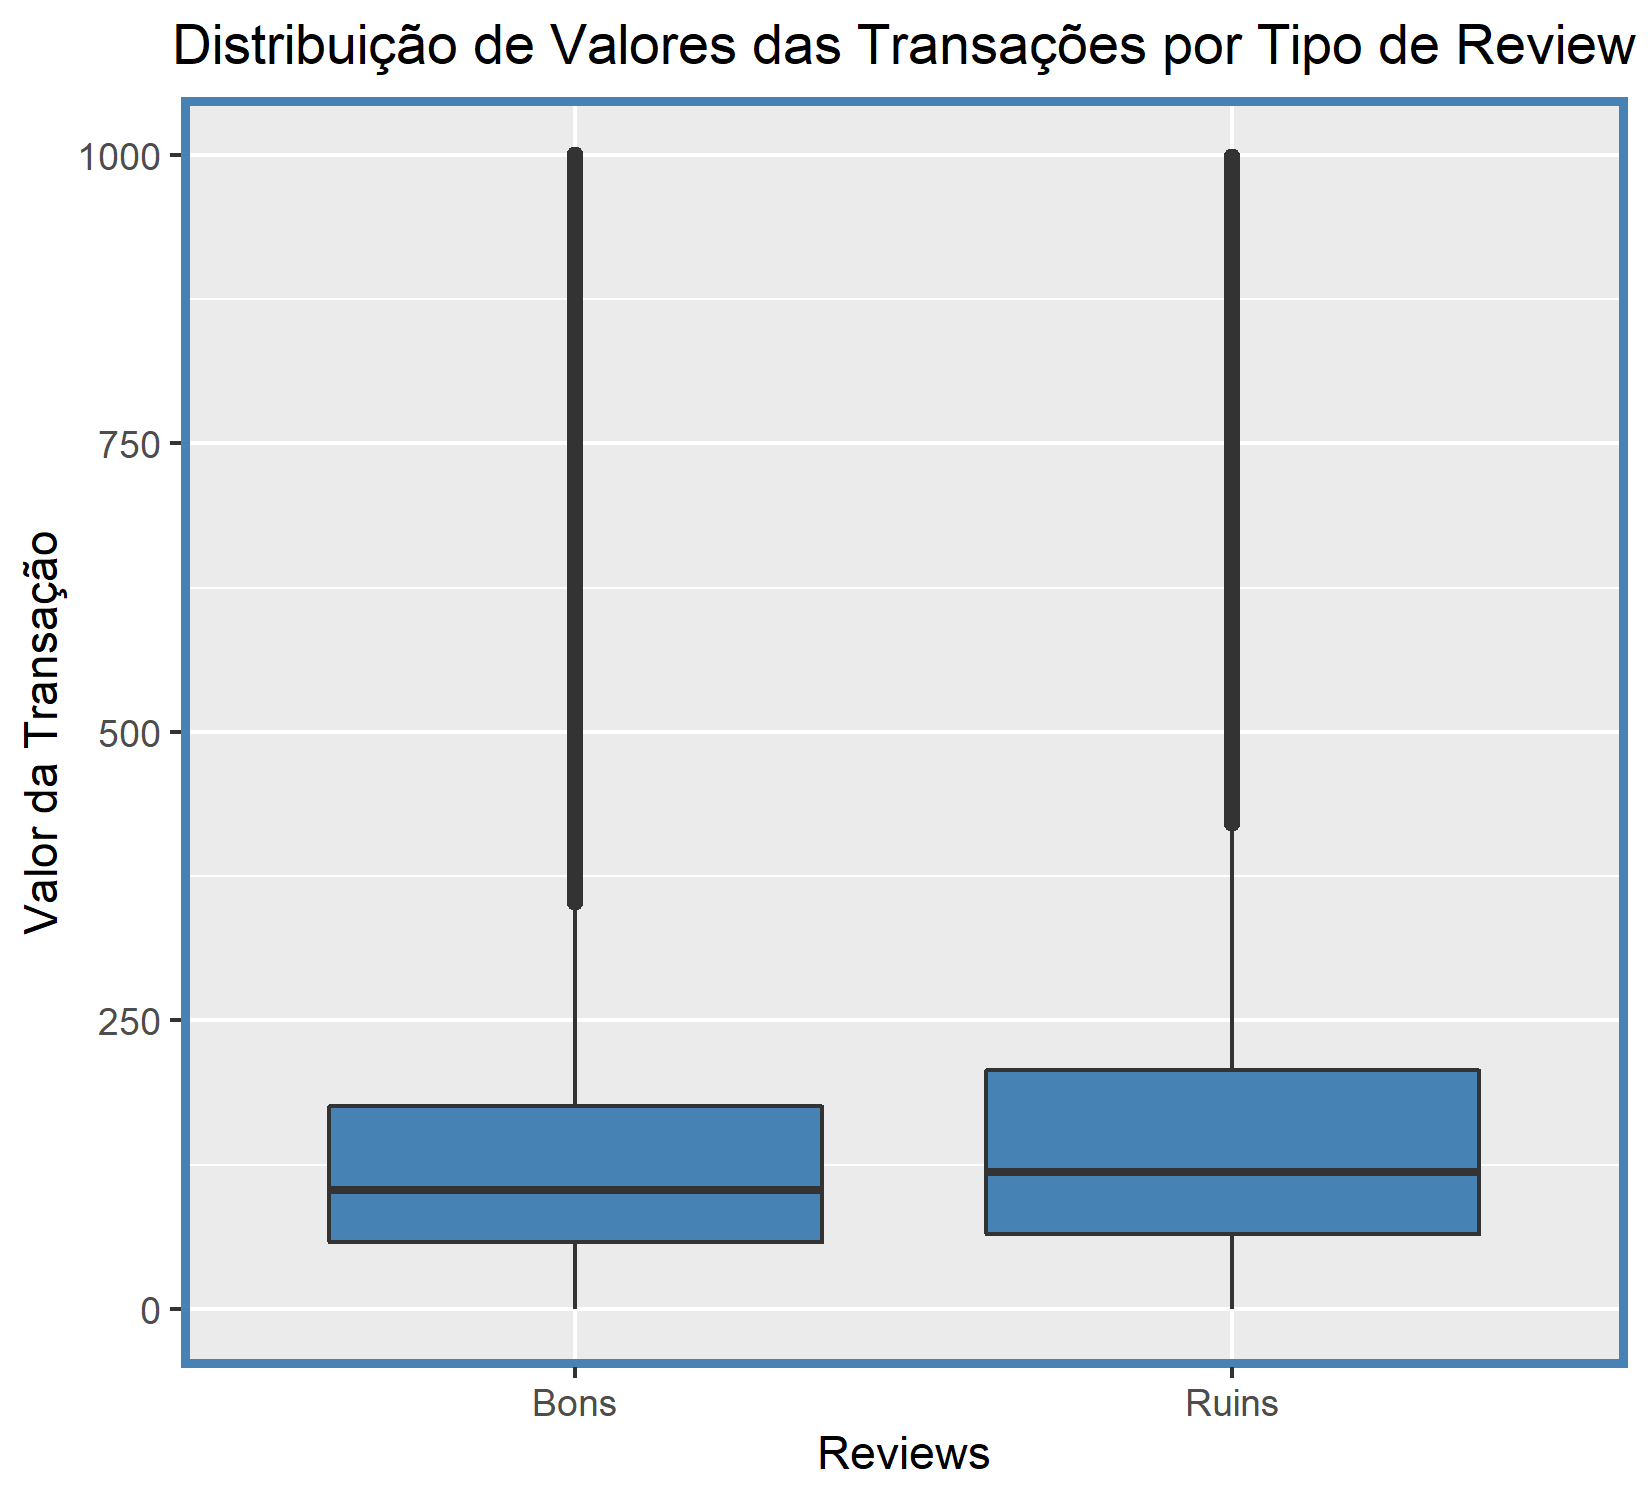 Distribuição de Valores das Transações por Tipo de Review
Valor da Transação
1000
750
500
250
0
Bons
Ruins
Reviews